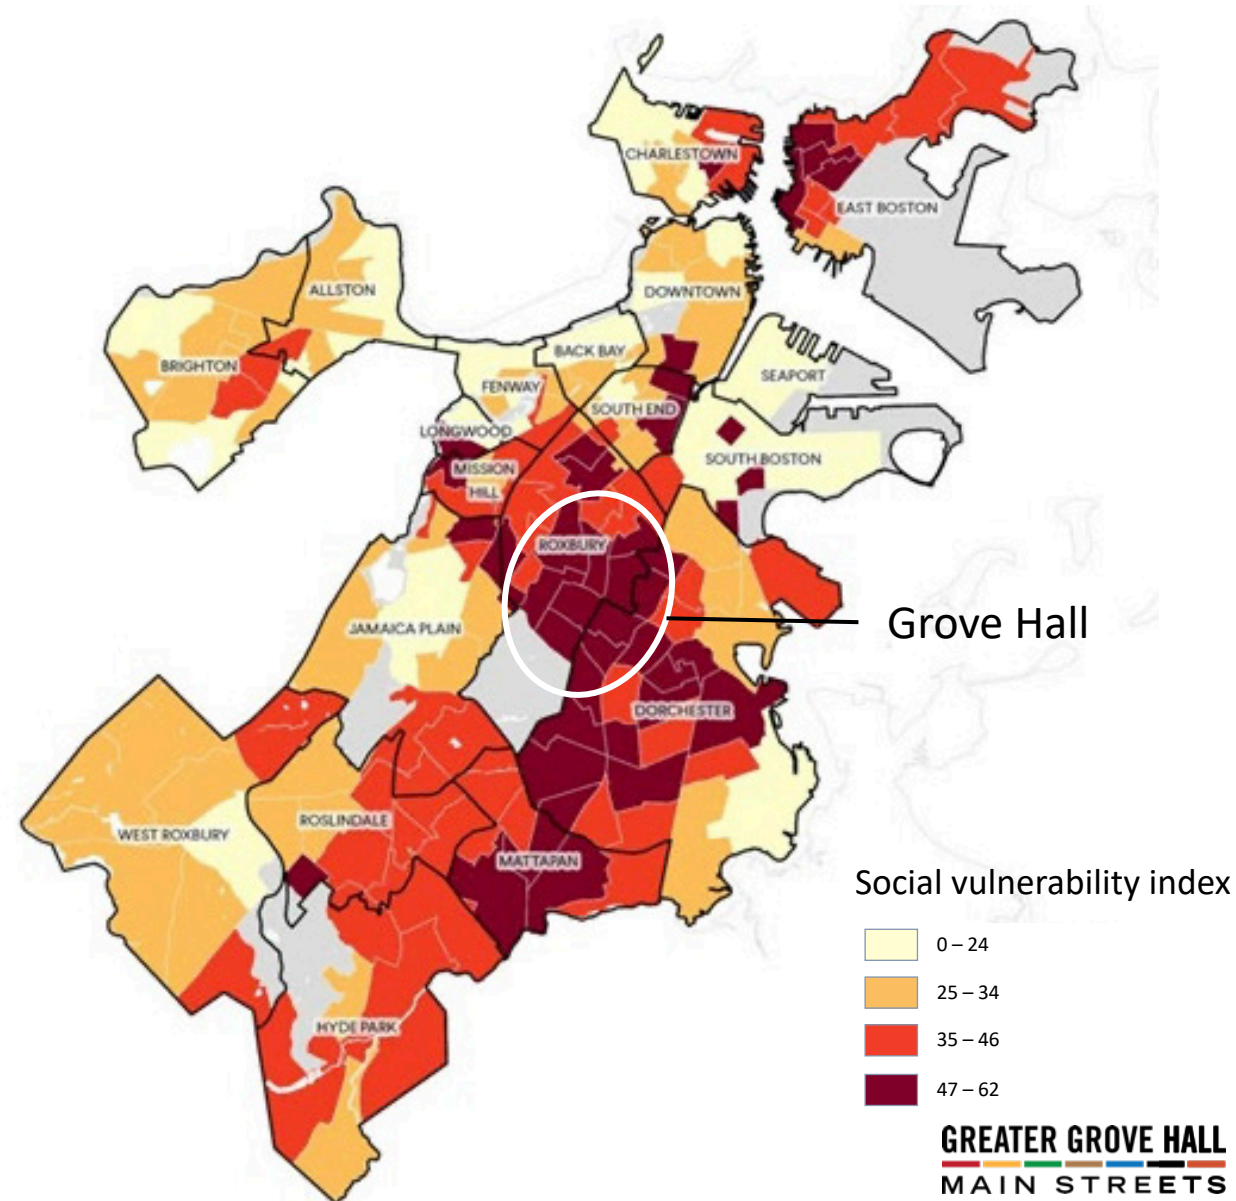 CHARLESTOWN
EAST BOSTON
ALLSTON
DOWNTOWN
BACK BAY
BRIGHTON
SEAPORT
FENWAY
SOUTH END
LONGWOOD
SOUTH BOSTON
MISSION
HILL
ROXBURY
Grove Hall
JAMAICA PLAIN
DORCHESTER
ROSLINDALE
WEST ROXBURY
MATTAPAN
HYDE PARK
Social vulnerability index
0 – 24
25 – 34
35 – 46
47 – 62
GREATER GROVE HALL
MAIN STREETS